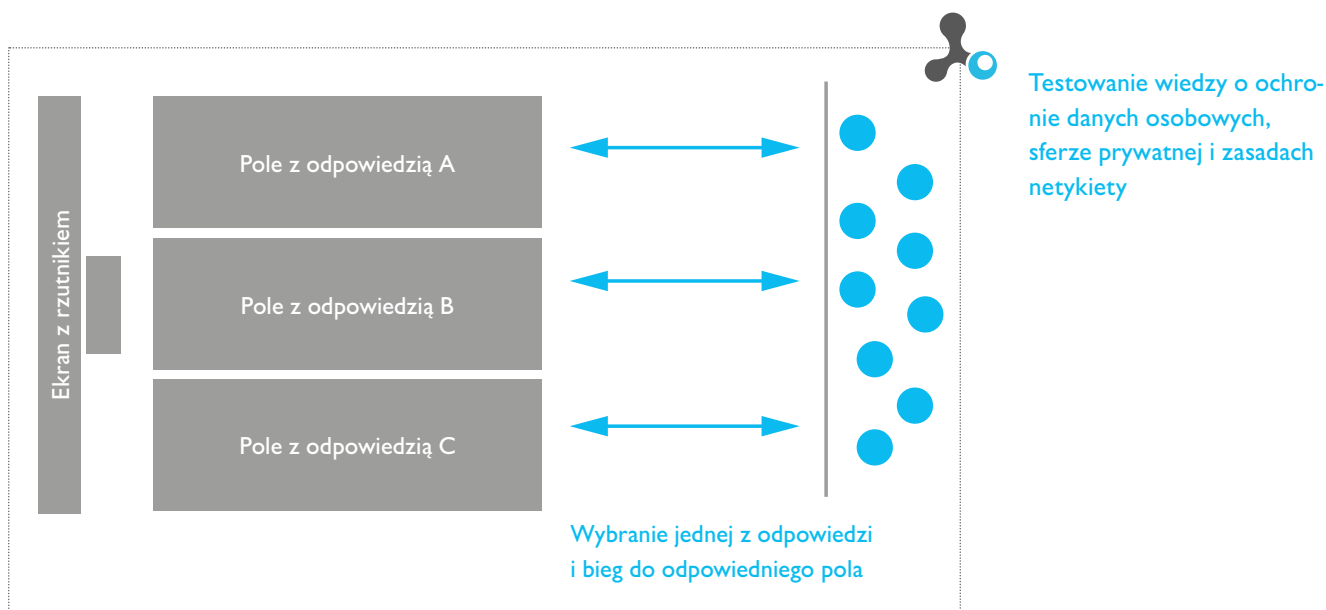 Ekran z rzutnikiem
Pole z odpowiedzią A
Pole z odpowiedzią B
Pole z odpowiedzią C
Wybranie jednej z odpowiedzi
i bieg do odpowiedniego pola
Testowanie wiedzy o ochro-
nie danych osobowych,
sferze prywatnej i zasadach
netykiety